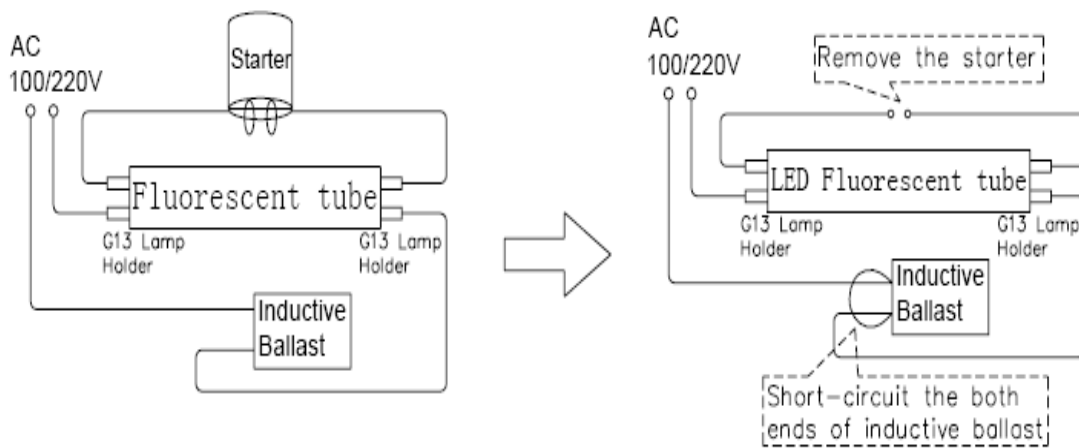 AC
100/220V
Starter
Fluorescent tube
G13 Lamp
Holder
G13 Lamp
Holder
Inductive
Ballast
AC
100/220V
Remove the starter
LED Fluorescent tube
G13 Lamp
Holder
G13 Lamp
Holder
Inductive
Ballast
Short-circuit the both
ends of inductive ballast